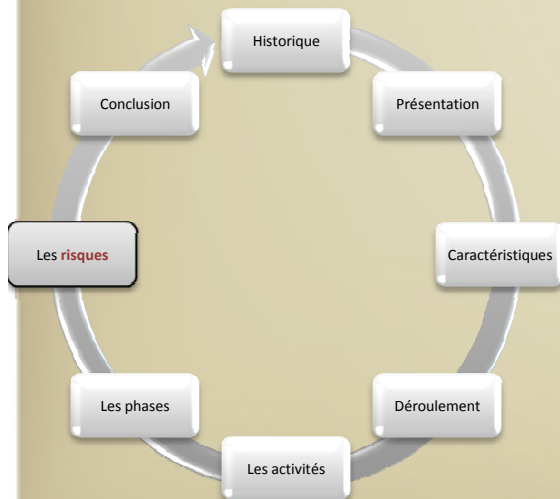 Historique
Présentation
Caractéristiques
Déroulement
Les activités
Les phases
Les risques
Conclusion